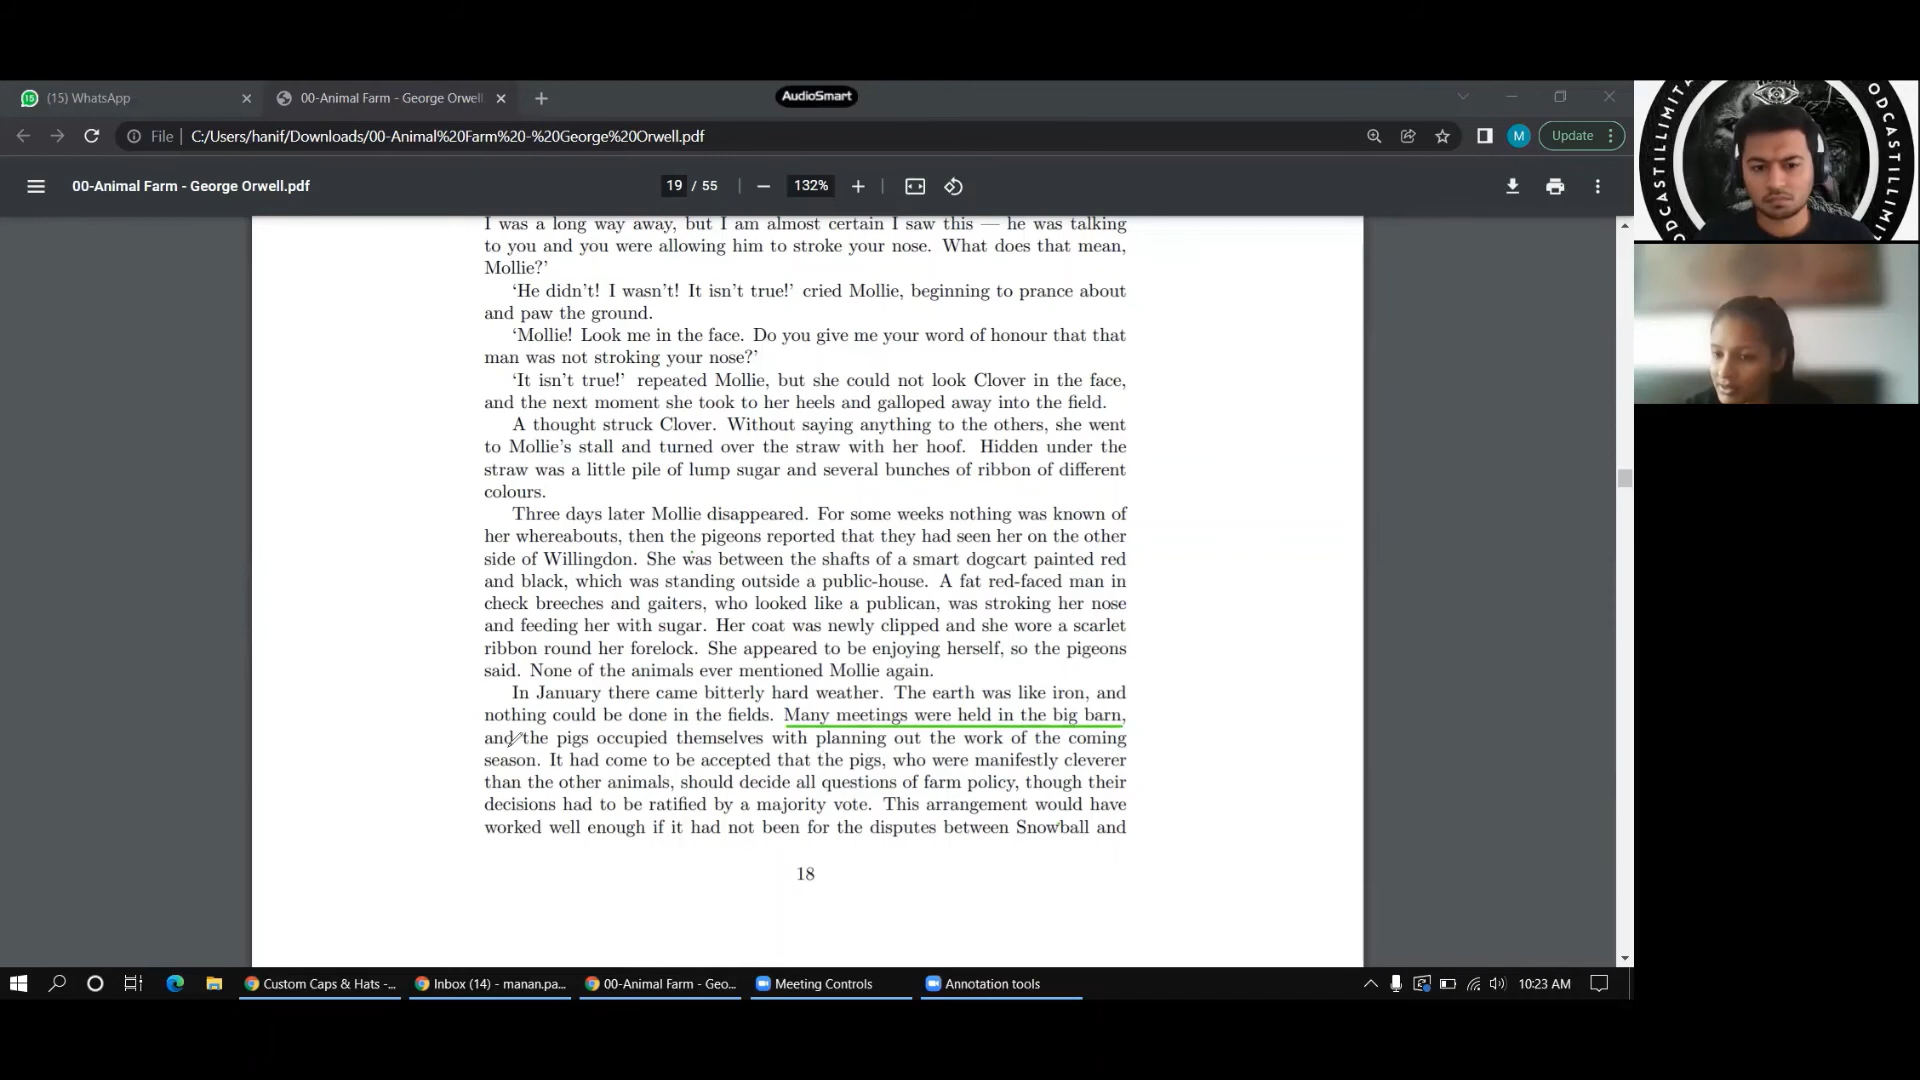 (15) WhatsApp
00-Animal Farm - George Orwell
AudioSmart
File
C:/Users/hanif/Downloads/00-Animal%20Farm%20-%20George%20Orwell.pdf
M
Update
00-Animal Farm - George Orwell.pdf
19 / 55
132%
I was a long way away, but I am almost certain I saw this — he was talking
to you and you were allowing him to stroke your nose. What does that mean,
Mollie?’
‘He didn’t! I wasn’t! It isn’t true!’ cried Mollie, beginning to prance about
and paw the ground.
‘Mollie! Look me in the face. Do you give me your word of honour that that
man was not stroking your nose?’
‘It isn’t true!’ repeated Mollie, but she could not look Clover in the face,
and the next moment she took to her heels and galloped away into the field.
A thought struck Clover. Without saying anything to the others, she went
to Mollie’s stall and turned over the straw with her hoof. Hidden under the
straw was a little pile of lump sugar and several bunches of ribbon of different
colours.
Three days later Mollie disappeared. For some weeks nothing was known of
her whereabouts, then the pigeons reported that they had seen her on the other
side of Willingdon. She was between the shafts of a smart dogcart painted red
and black, which was standing outside a public-house. A fat red-faced man in
check breeches and gaiters, who looked like a publican, was stroking her nose
and feeding her with sugar. Her coat was newly clipped and she wore a scarlet
ribbon round her forelock. She appeared to be enjoying herself, so the pigeons
said. None of the animals ever mentioned Mollie again.
In January there came bitterly hard weather. The earth was like iron, and
nothing could be done in the fields. Many meetings were held in the big barn,
and the pigs occupied themselves with planning out the work of the coming
season. It had come to be accepted that the pigs, who were manifestly cleverer
than the other animals, should decide all questions of farm policy, though their
decisions had to be ratified by a majority vote. This arrangement would have
worked well enough if it had not been for the disputes between Snowball and
18
Custom Caps & Hats -...
Inbox (14) - manan.pa...
00-Animal Farm - Geo...
Meeting Controls
Annotation tools
10:23 AM